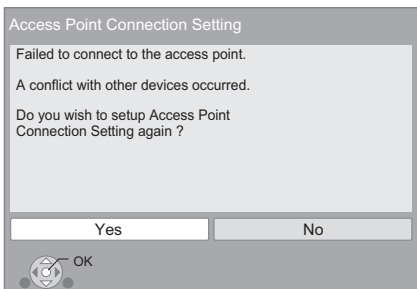 Access Point Connection Setting
Failed to connect to the access point.
A conflict with other devices occurred.
Do you wish to setup Access Point
Connection Setting again ?
Yes
No
OK